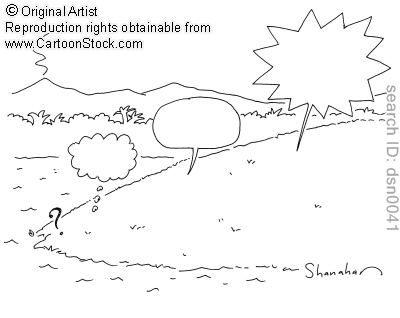 © Original Artist
Reproduction rights obtainable from
www.CartoonStock.com
search ID: dsn0041
?
Shanahan